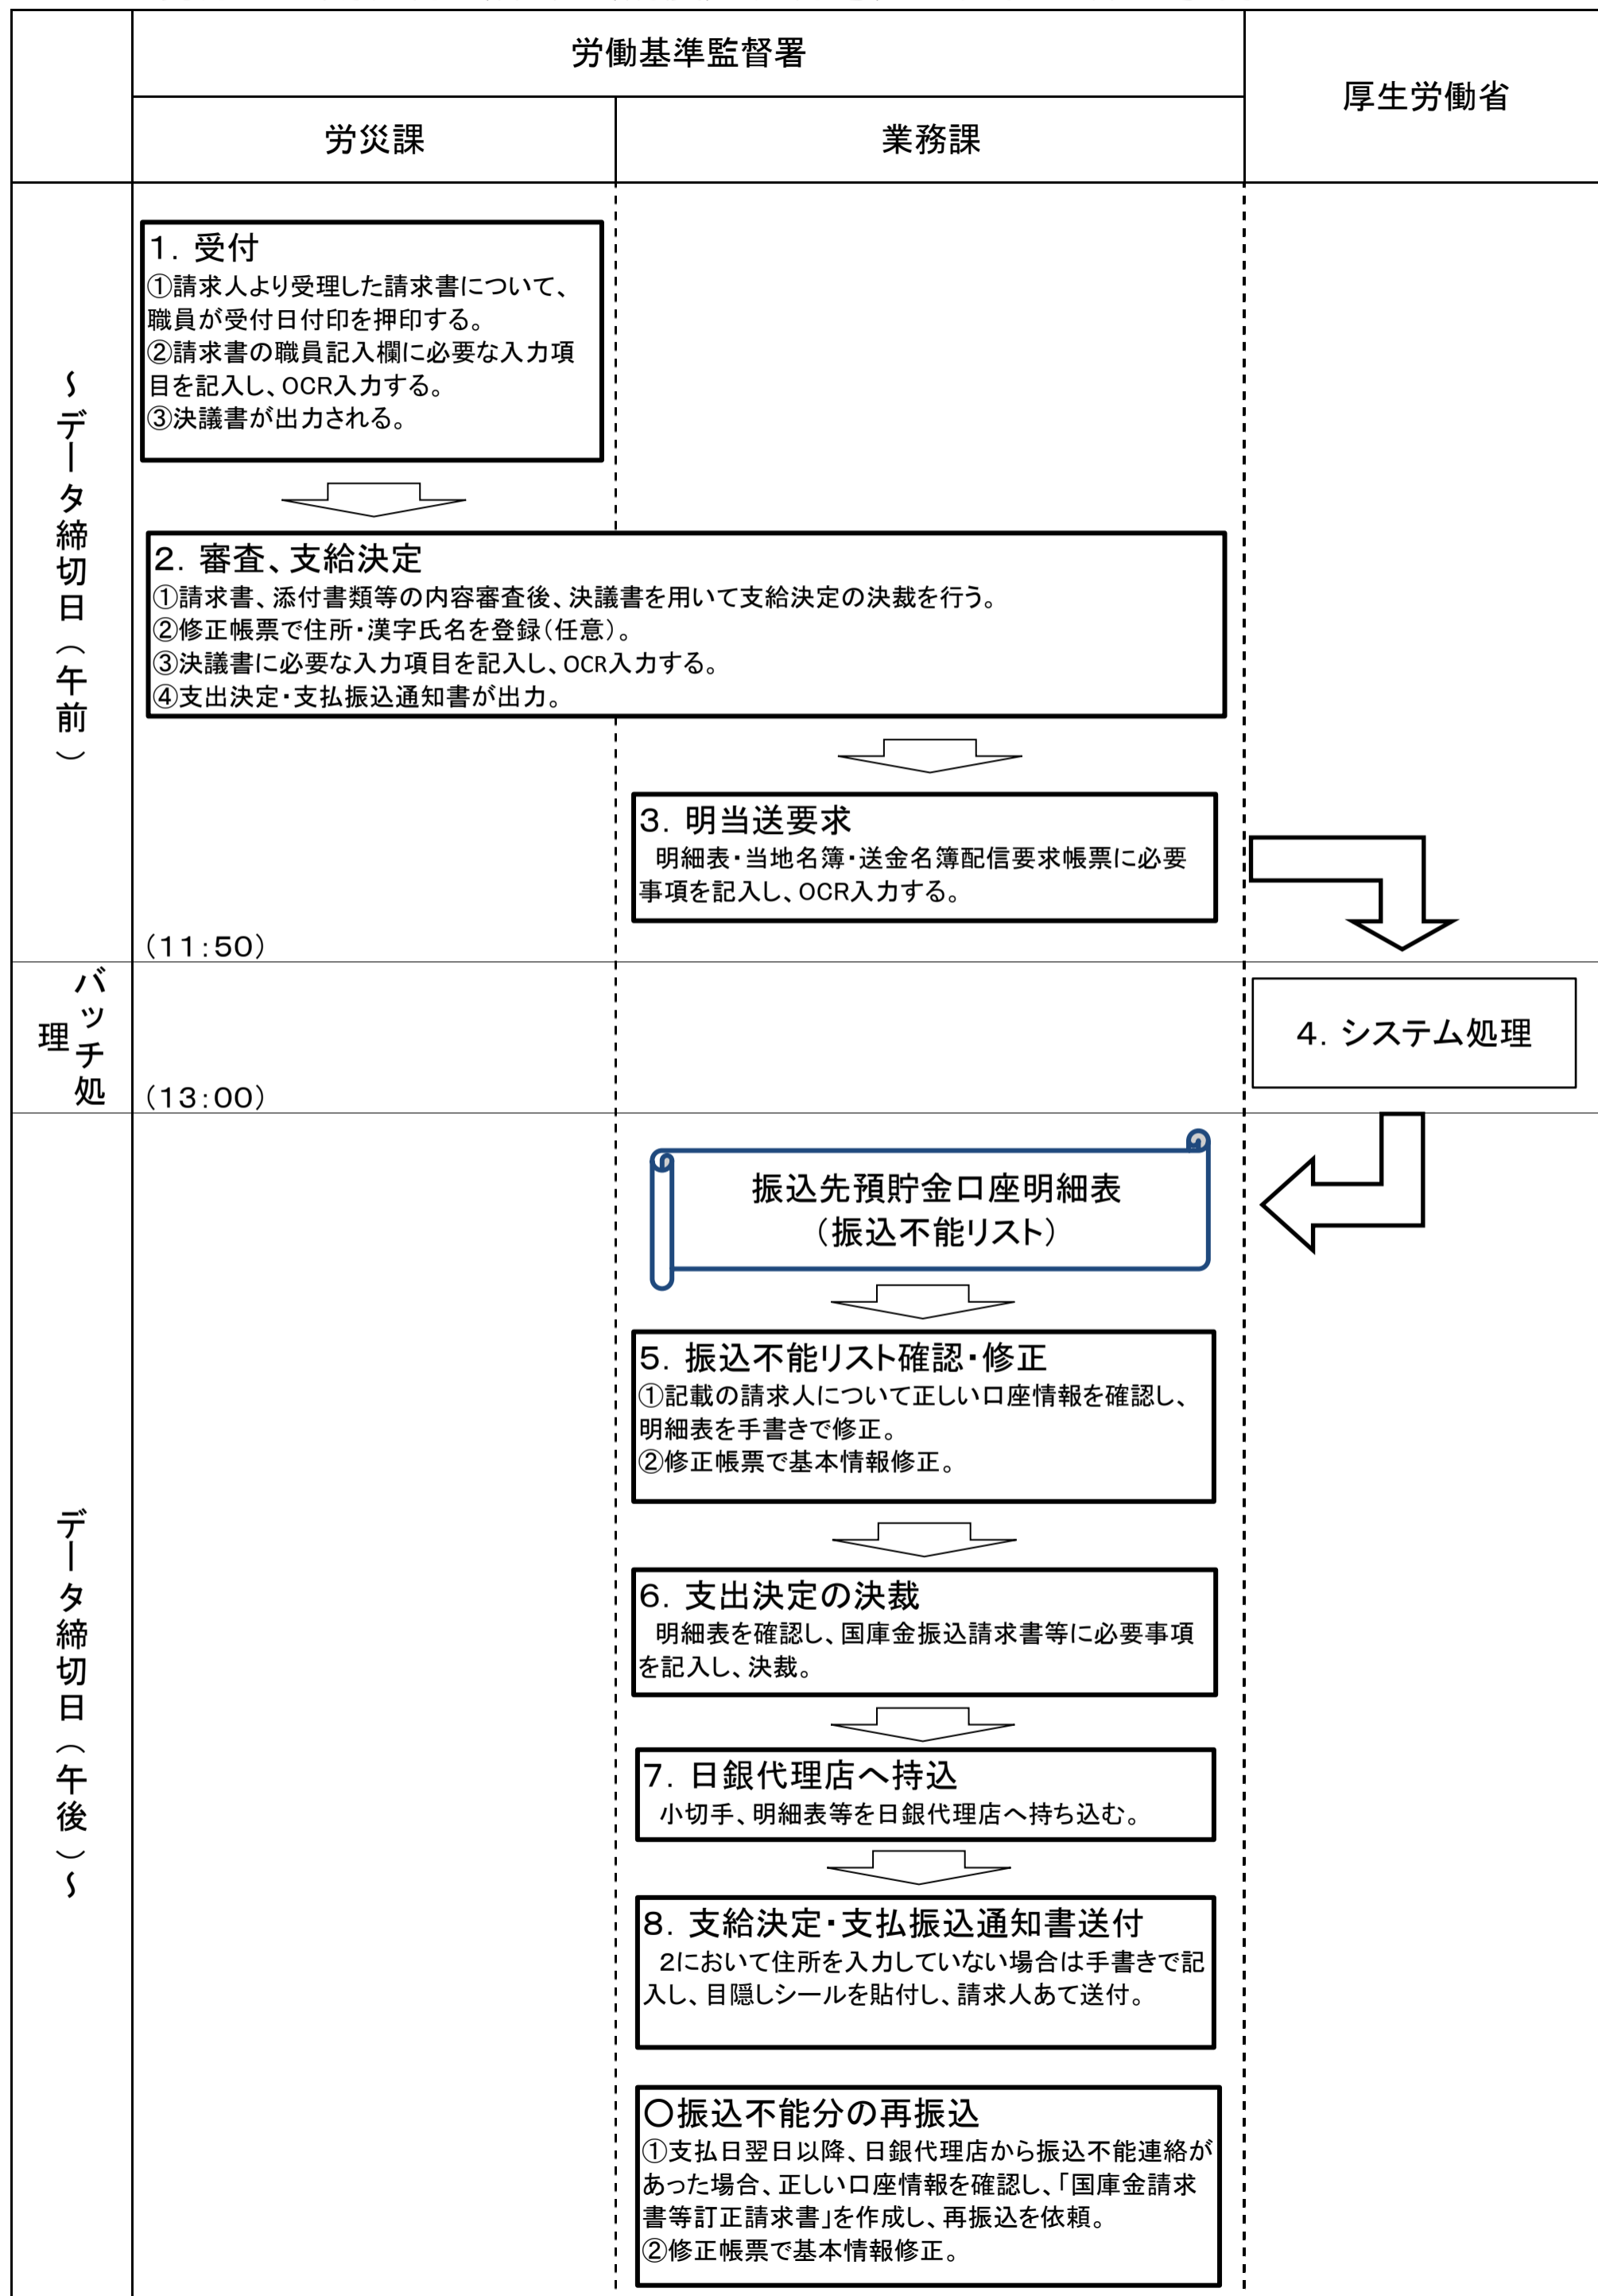 労働基準監督署
厚生労働省
労災課
業務課
～データ締切日（午前）
１．受付
①請求人より受理した請求書について、
職員が受付日付印を押印する。
②請求書の職員記入欄に必要な入力項
目を記入し、OCR入力する。
③決議書が出力される。
２．審査、支給決定
①請求書、添付書類等の内容審査後、決議書を用いて支給決定の決裁を行う。
②修正帳票で住所・漢字氏名を登録（任意）。
③決議書に必要な入力項目を記入し、OCR入力する。
④支出決定・支払振込通知書が出力。
３．明当送要求
明細表・当地名簿・送金名簿配信要求帳票に必要
事項を記入し、OCR入力する。
（１１：５０）
バッチ処
理
４．システム処理
（１３：００）
データ締切日（午後）～
振込先預貯金口座明細表
（振込不能リスト）
５．振込不能リスト確認・修正
①記載の請求人について正しい口座情報を確認し、
明細表を手書きで修正。
②修正帳票で基本情報修正。
６．支出決定の決裁
明細表を確認し、国庫金振込請求書等に必要事項
を記入し、決裁。
７．日銀代理店へ持込
小切手、明細表等を日銀代理店へ持ち込む。
８．支給決定・支払振込通知書送付
２において住所を入力していない場合は手書きで記
入し、目隠しシールを貼付し、請求人あて送付。
○振込不能分の再振込
①支払日翌日以降、日銀代理店から振込不能連絡が
あった場合、正しい口座情報を確認し、「国庫金請求
書等訂正請求書」を作成し、再振込を依頼。
②修正帳票で基本情報修正。